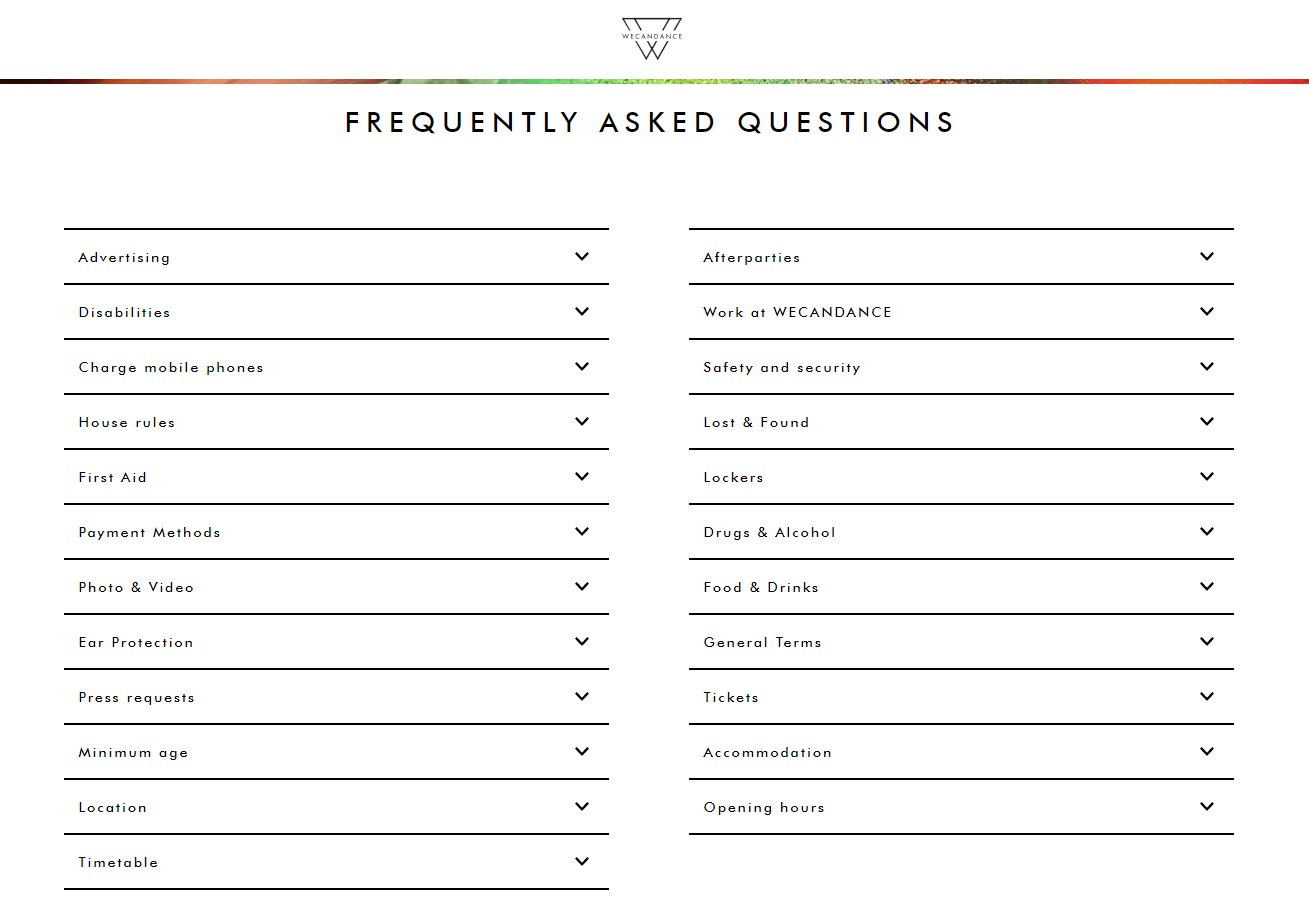 WECANDANCE
FREQUENTLY ASKED QUESTIONS
Advertising
Disabilities
Charge mobile phones
House rules
First Aid
Payment Methods
Photo & Video
Ear Protection
Press requests
Minimum age
Location
Timetable
Afterparties
Work at WECANDANCE
Safety and security
Lost & Found
Lockers
Drugs & Alcohol
Food & Drinks
General Terms
Tickets
Accommodation
Opening hours